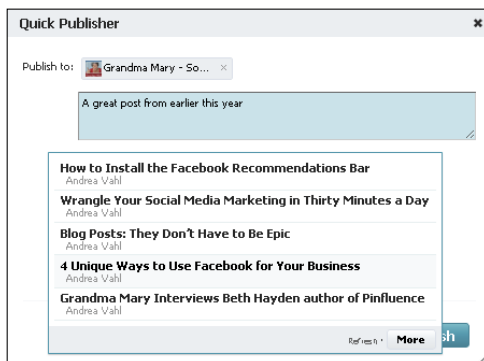 Quick Publisher
Publish to: Grandma Mary - So... ×
A great post from earlier this year
How to Install the Facebook Recommendations Bar
Andrea Vahl
Wrangle Your Social Media Marketing in Thirty Minutes a Day
Andrea Vahl
Blog Posts: They Don't Have to Be Epic
Andrea Vahl
4 Unique Ways to Use Facebook for Your Business
Andrea Vahl
Grandma Mary Interviews Beth Hayden author of Pinfluence
Andrea Vahl
Refresh · More sh